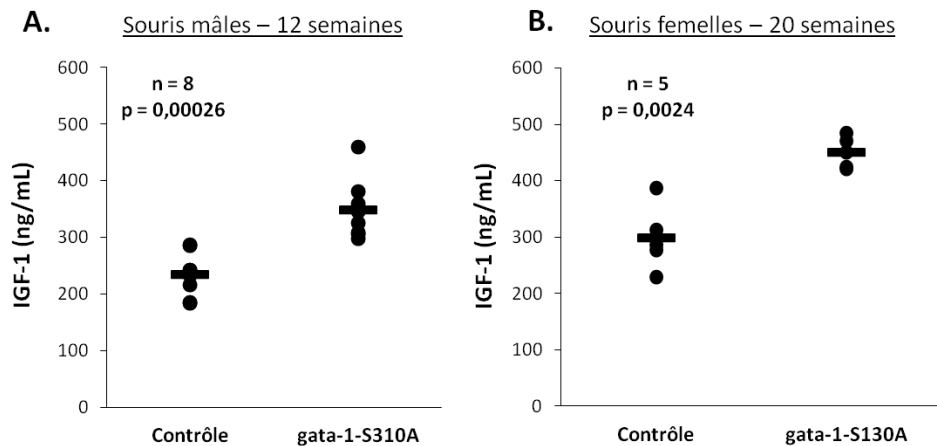 A.
Souris mâles – 12 semaines
n = 8
p = 0,00026
IGF-1 (ng/mL)
600
500
400
300
200
100
0
Contrôle
gata-1-S310A
B.
Souris femelles – 20 semaines
n = 5
p = 0,0024
IGF-1 (ng/mL)
600
500
400
300
200
100
0
Contrôle
gata-1-S130A